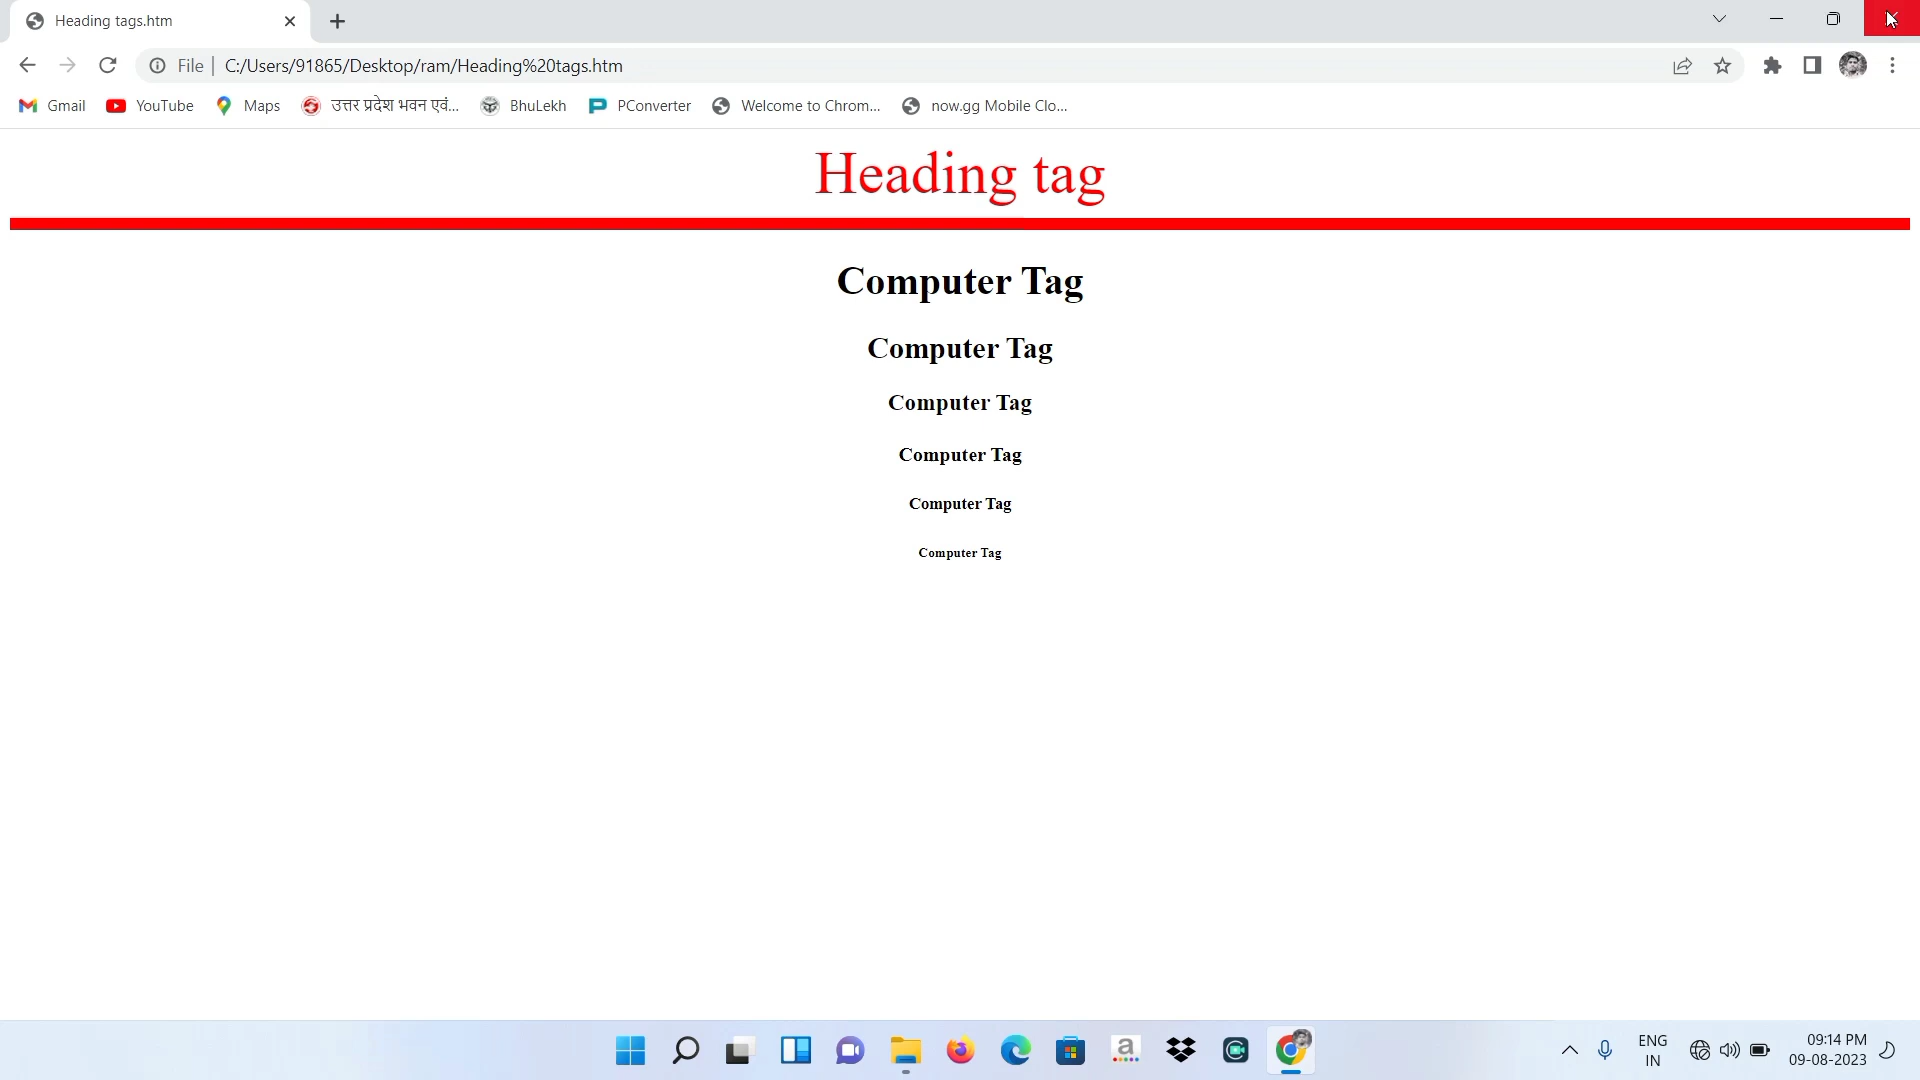 Heading tags.htm
File
C:/Users/91865/Desktop/ram/Heading%20tags.htm
Gmail
YouTube
Maps
उत्तर प्रदेश भवन एवं...
BhuLekh
PConverter
Welcome to Chrom...
now.gg Mobile Clo...
Heading tag
Computer Tag
Computer Tag
Computer Tag
Computer Tag
Computer Tag
Computer Tag
ENG
IN
09:14 PM
09-08-2023